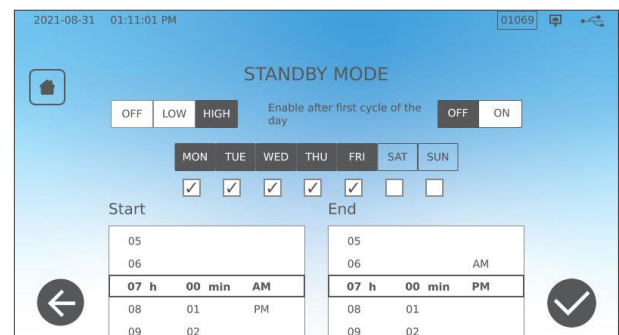 2021-08-31 01:11:01 PM 01069
STANDBY MODE
OFF LOW HIGH Enable after first cycle of the day OFF ON
MON TUE WED THU FRI SAT SUN
Start End
05 05
06 06 AM
07 h 00 min AM 07 h 00 min PM
08 01 PM 08 01
09 02 09 02